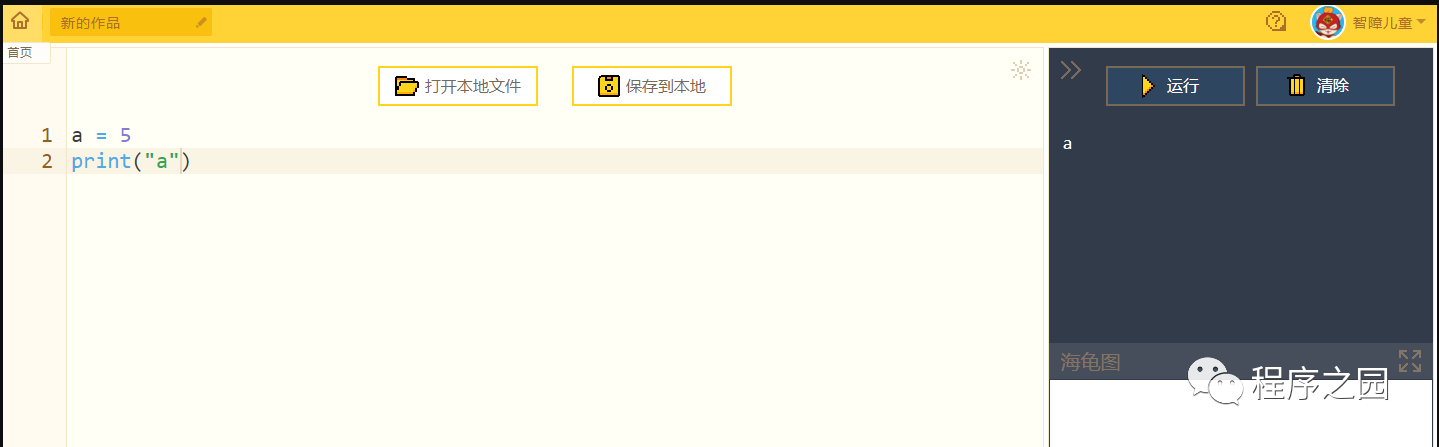 新的作品
智障儿童
首页
打开本地文件
保存到本地
运行
清除
1 a = 5
2 print("a")
a
海龟图
程序之园